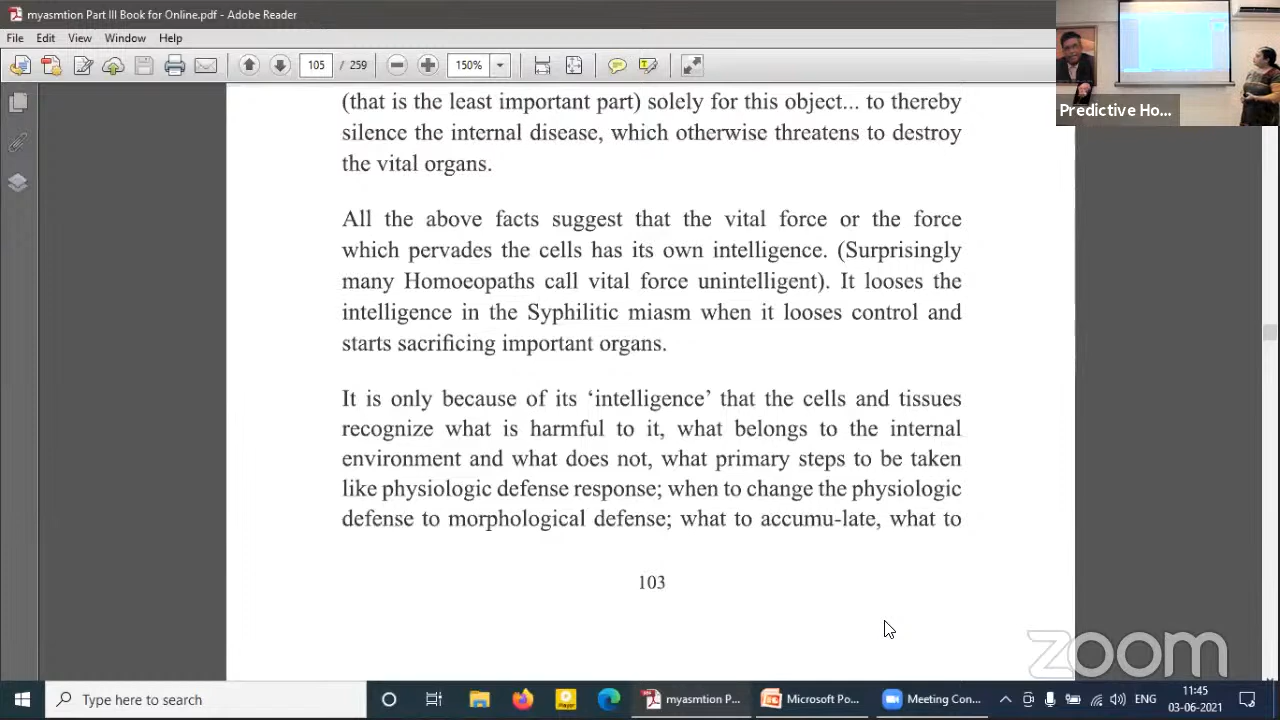 myasmtion Part III Book for Online.pdf - Adobe Reader
File Edit View Window Help
105 / 259 150%
Predictive Ho...
(that is the least important part) solely for this object... to thereby
silence the internal disease, which otherwise threatens to destroy
the vital organs.
All the above facts suggest that the vital force or the force
which pervades the cells has its own intelligence. (Surprisingly
many Homoeopaths call vital force unintelligent). It looses the
intelligence in the Syphilitic miasm when it looses control and
starts sacrificing important organs.
It is only because of its ‘intelligence’ that the cells and tissues
recognize what is harmful to it, what belongs to the internal
environment and what does not, what primary steps to be taken
like physiologic defense response; when to change the physiologic
defense to morphological defense; what to accumu-late, what to
103
zoom
Type here to search
myasmtion P...
Microsoft Po...
Meeting Con...
ENG
11:45
03-06-2021